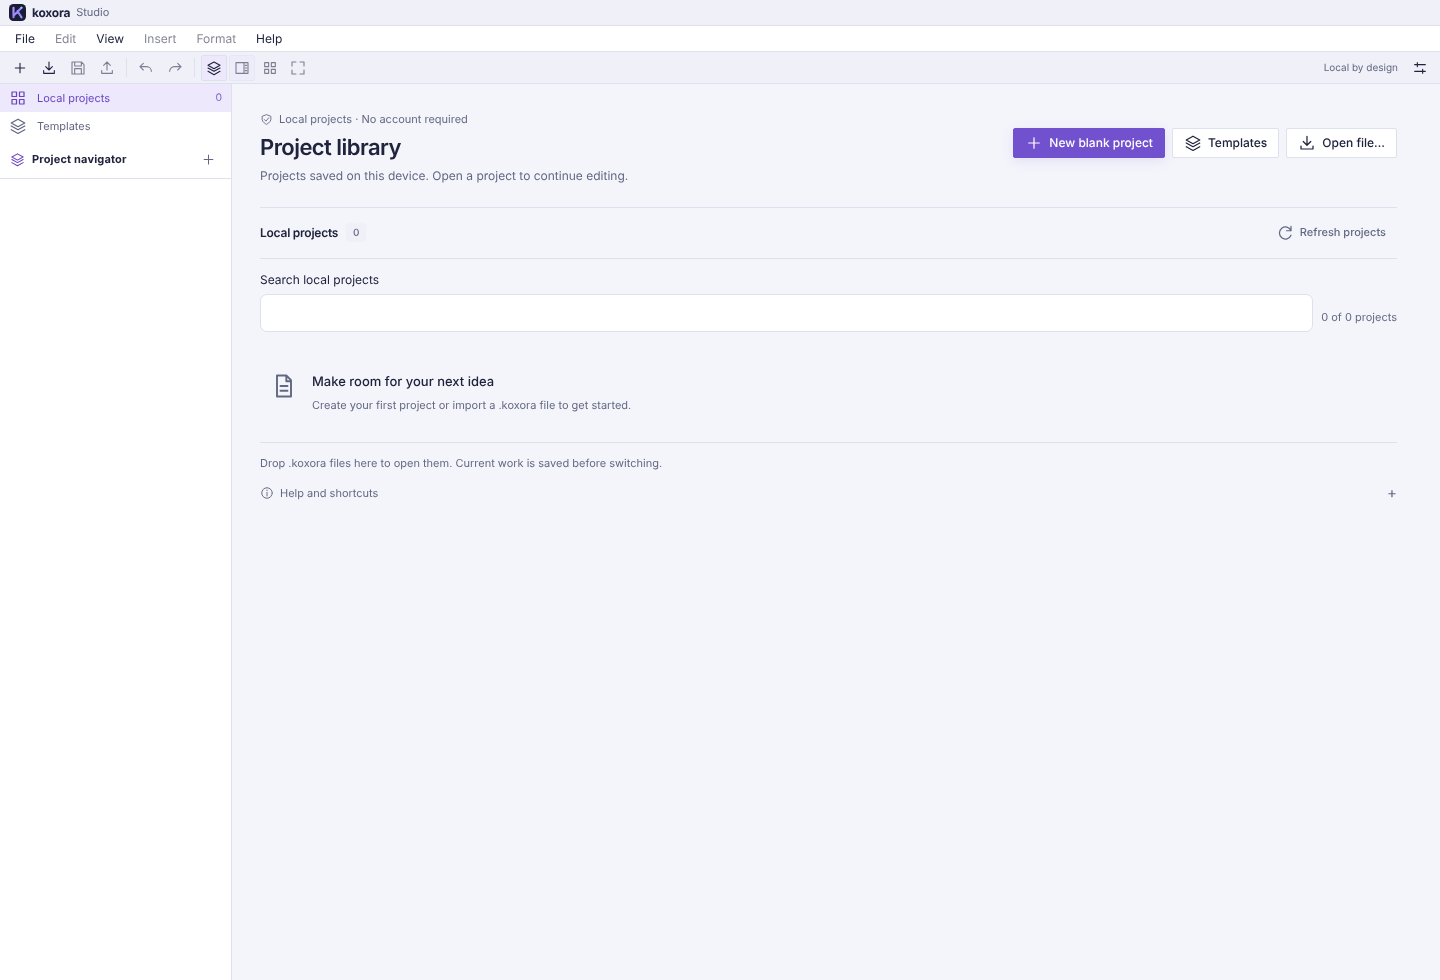 koxora Studio
File Edit View Insert Format Help
Local by design
Local projects 0
Templates
Project navigator
Local projects · No account required
Project library
Projects saved on this device. Open a project to continue editing.
New blank project
Templates
Open file...
Local projects 0
Refresh projects
Search local projects
0 of 0 projects
Make room for your next idea
Create your first project or import a .koxora file to get started.
Drop .koxora files here to open them. Current work is saved before switching.
Help and shortcuts